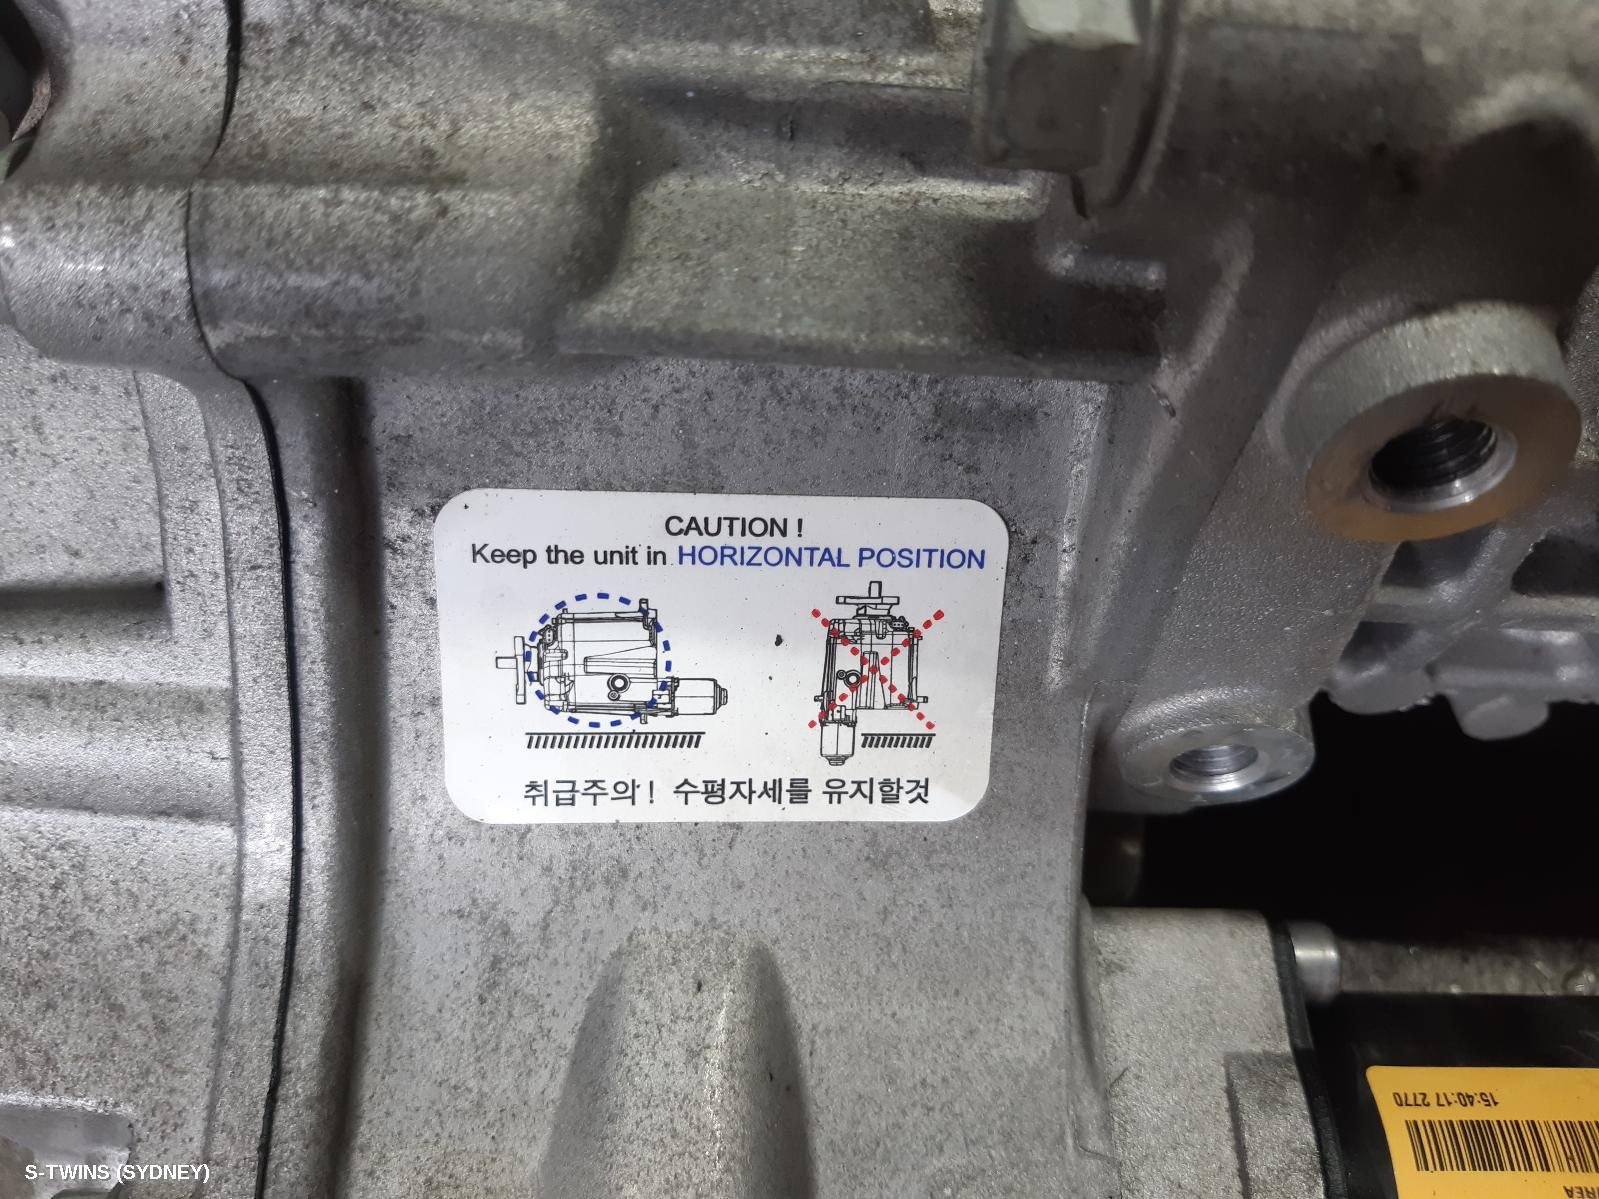 CAUTION !
Keep the unit in HORIZONTAL POSITION
취급주의 ! 수평자세를 유지할것
15:40:17 2770
S-TWINS (SYDNEY)